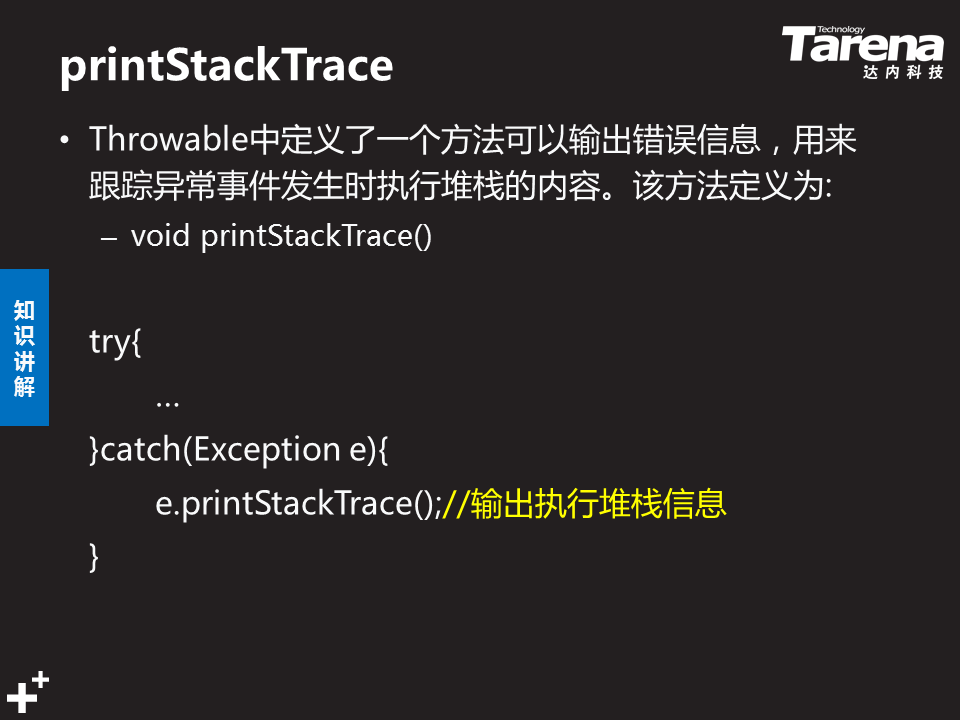 printStackTrace
Technology
Tarena
达内科技
• Throwable中定义了一个方法可以输出错误信息，用来
跟踪异常事件发生时执行堆栈的内容。该方法定义为:
– void printStackTrace()
知
识
讲
解
try{
…
}catch(Exception e){
e.printStackTrace();//输出执行堆栈信息
}